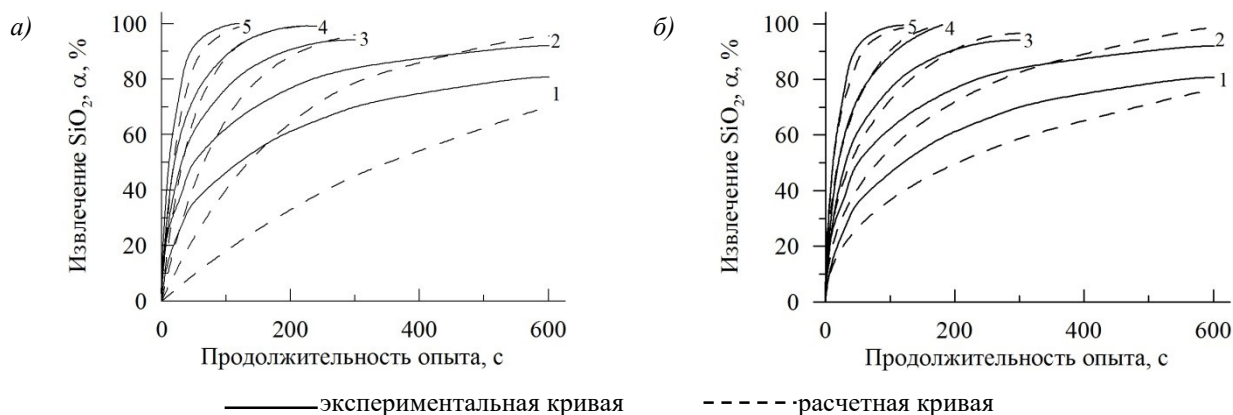 а)
Извлечение SiO₂, α, %
100
80
60
40
20
0
5
4
3
2
1
0 200 400 600
Продолжительность опыта, с
б)
Извлечение SiO₂, α, %
100
80
60
40
20
0
5
4
3
2
1
0 200 400 600
Продолжительность опыта, с
экспериментальная кривая расчетная кривая